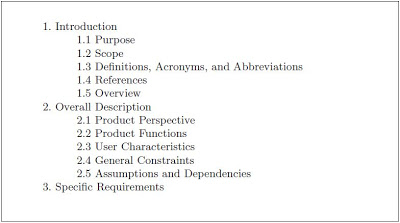 1. Introduction
1.1 Purpose
1.2 Scope
1.3 Definitions, Acronyms, and Abbreviations
1.4 References
1.5 Overview
2. Overall Description
2.1 Product Perspective
2.2 Product Functions
2.3 User Characteristics
2.4 General Constraints
2.5 Assumptions and Dependencies
3. Specific Requirements